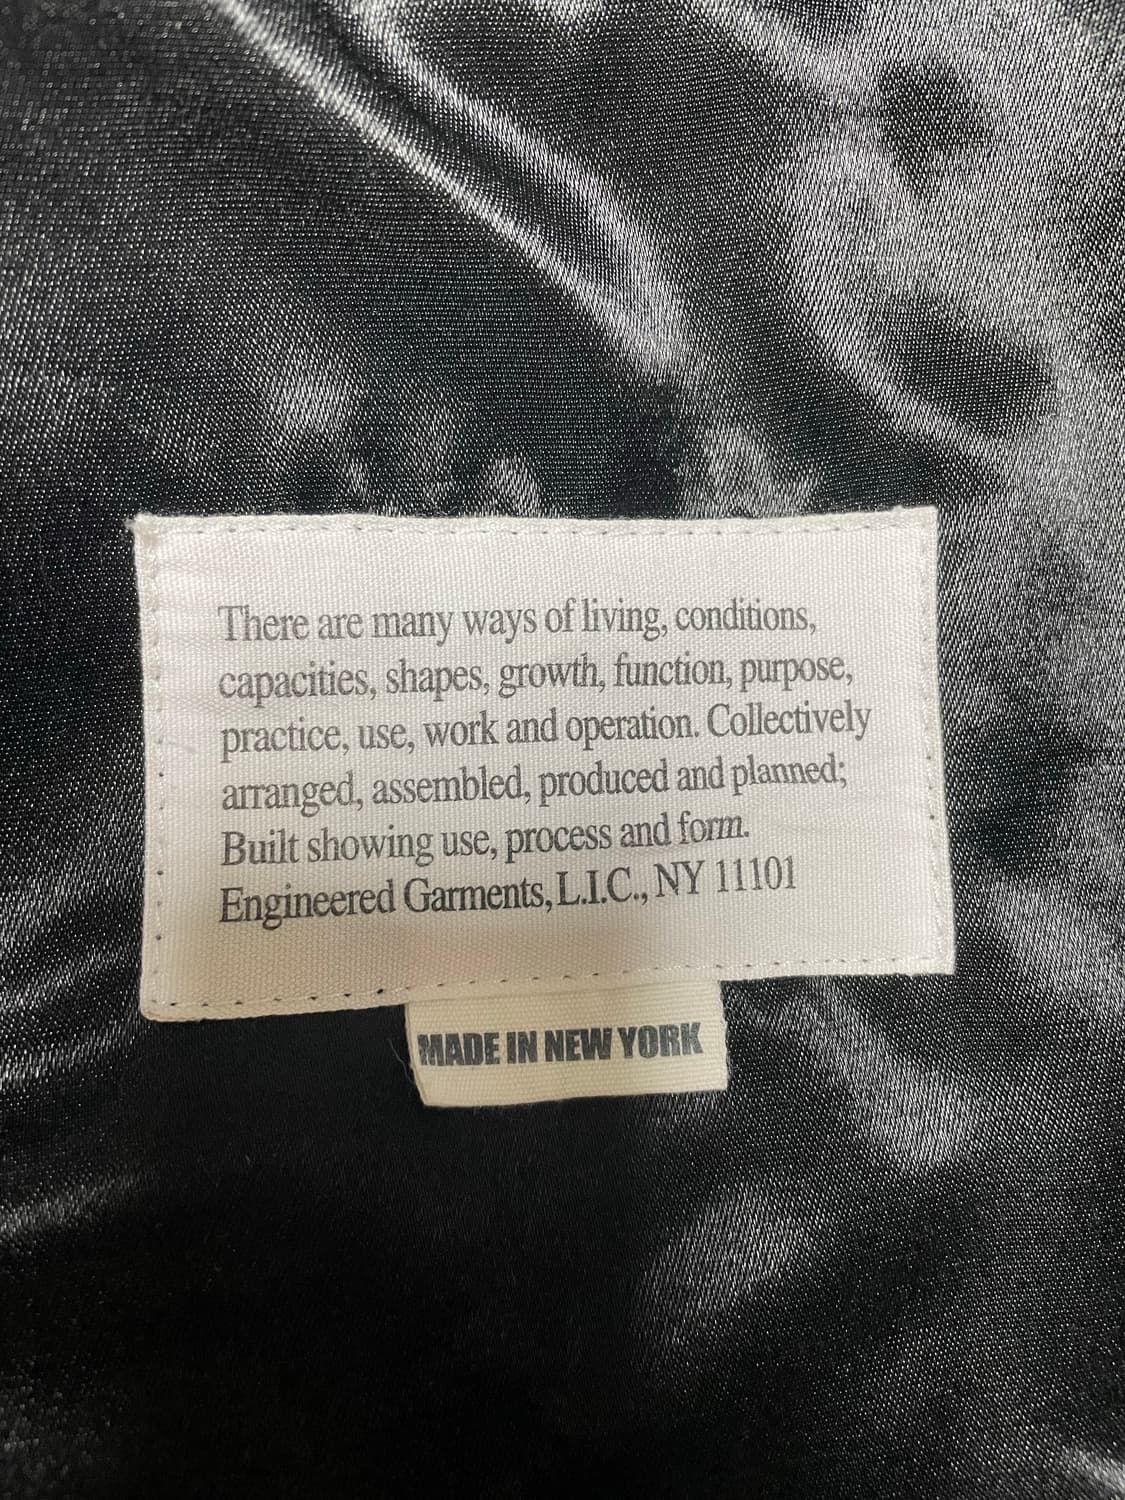 There are many ways of living, conditions,
capacities, shapes, growth, function, purpose,
practice, use, work and operation. Collectively
arranged, assembled, produced and planned;
Built showing use, process and form.
Engineered Garments, L.I.C., NY 11101
MADE IN NEW YORK